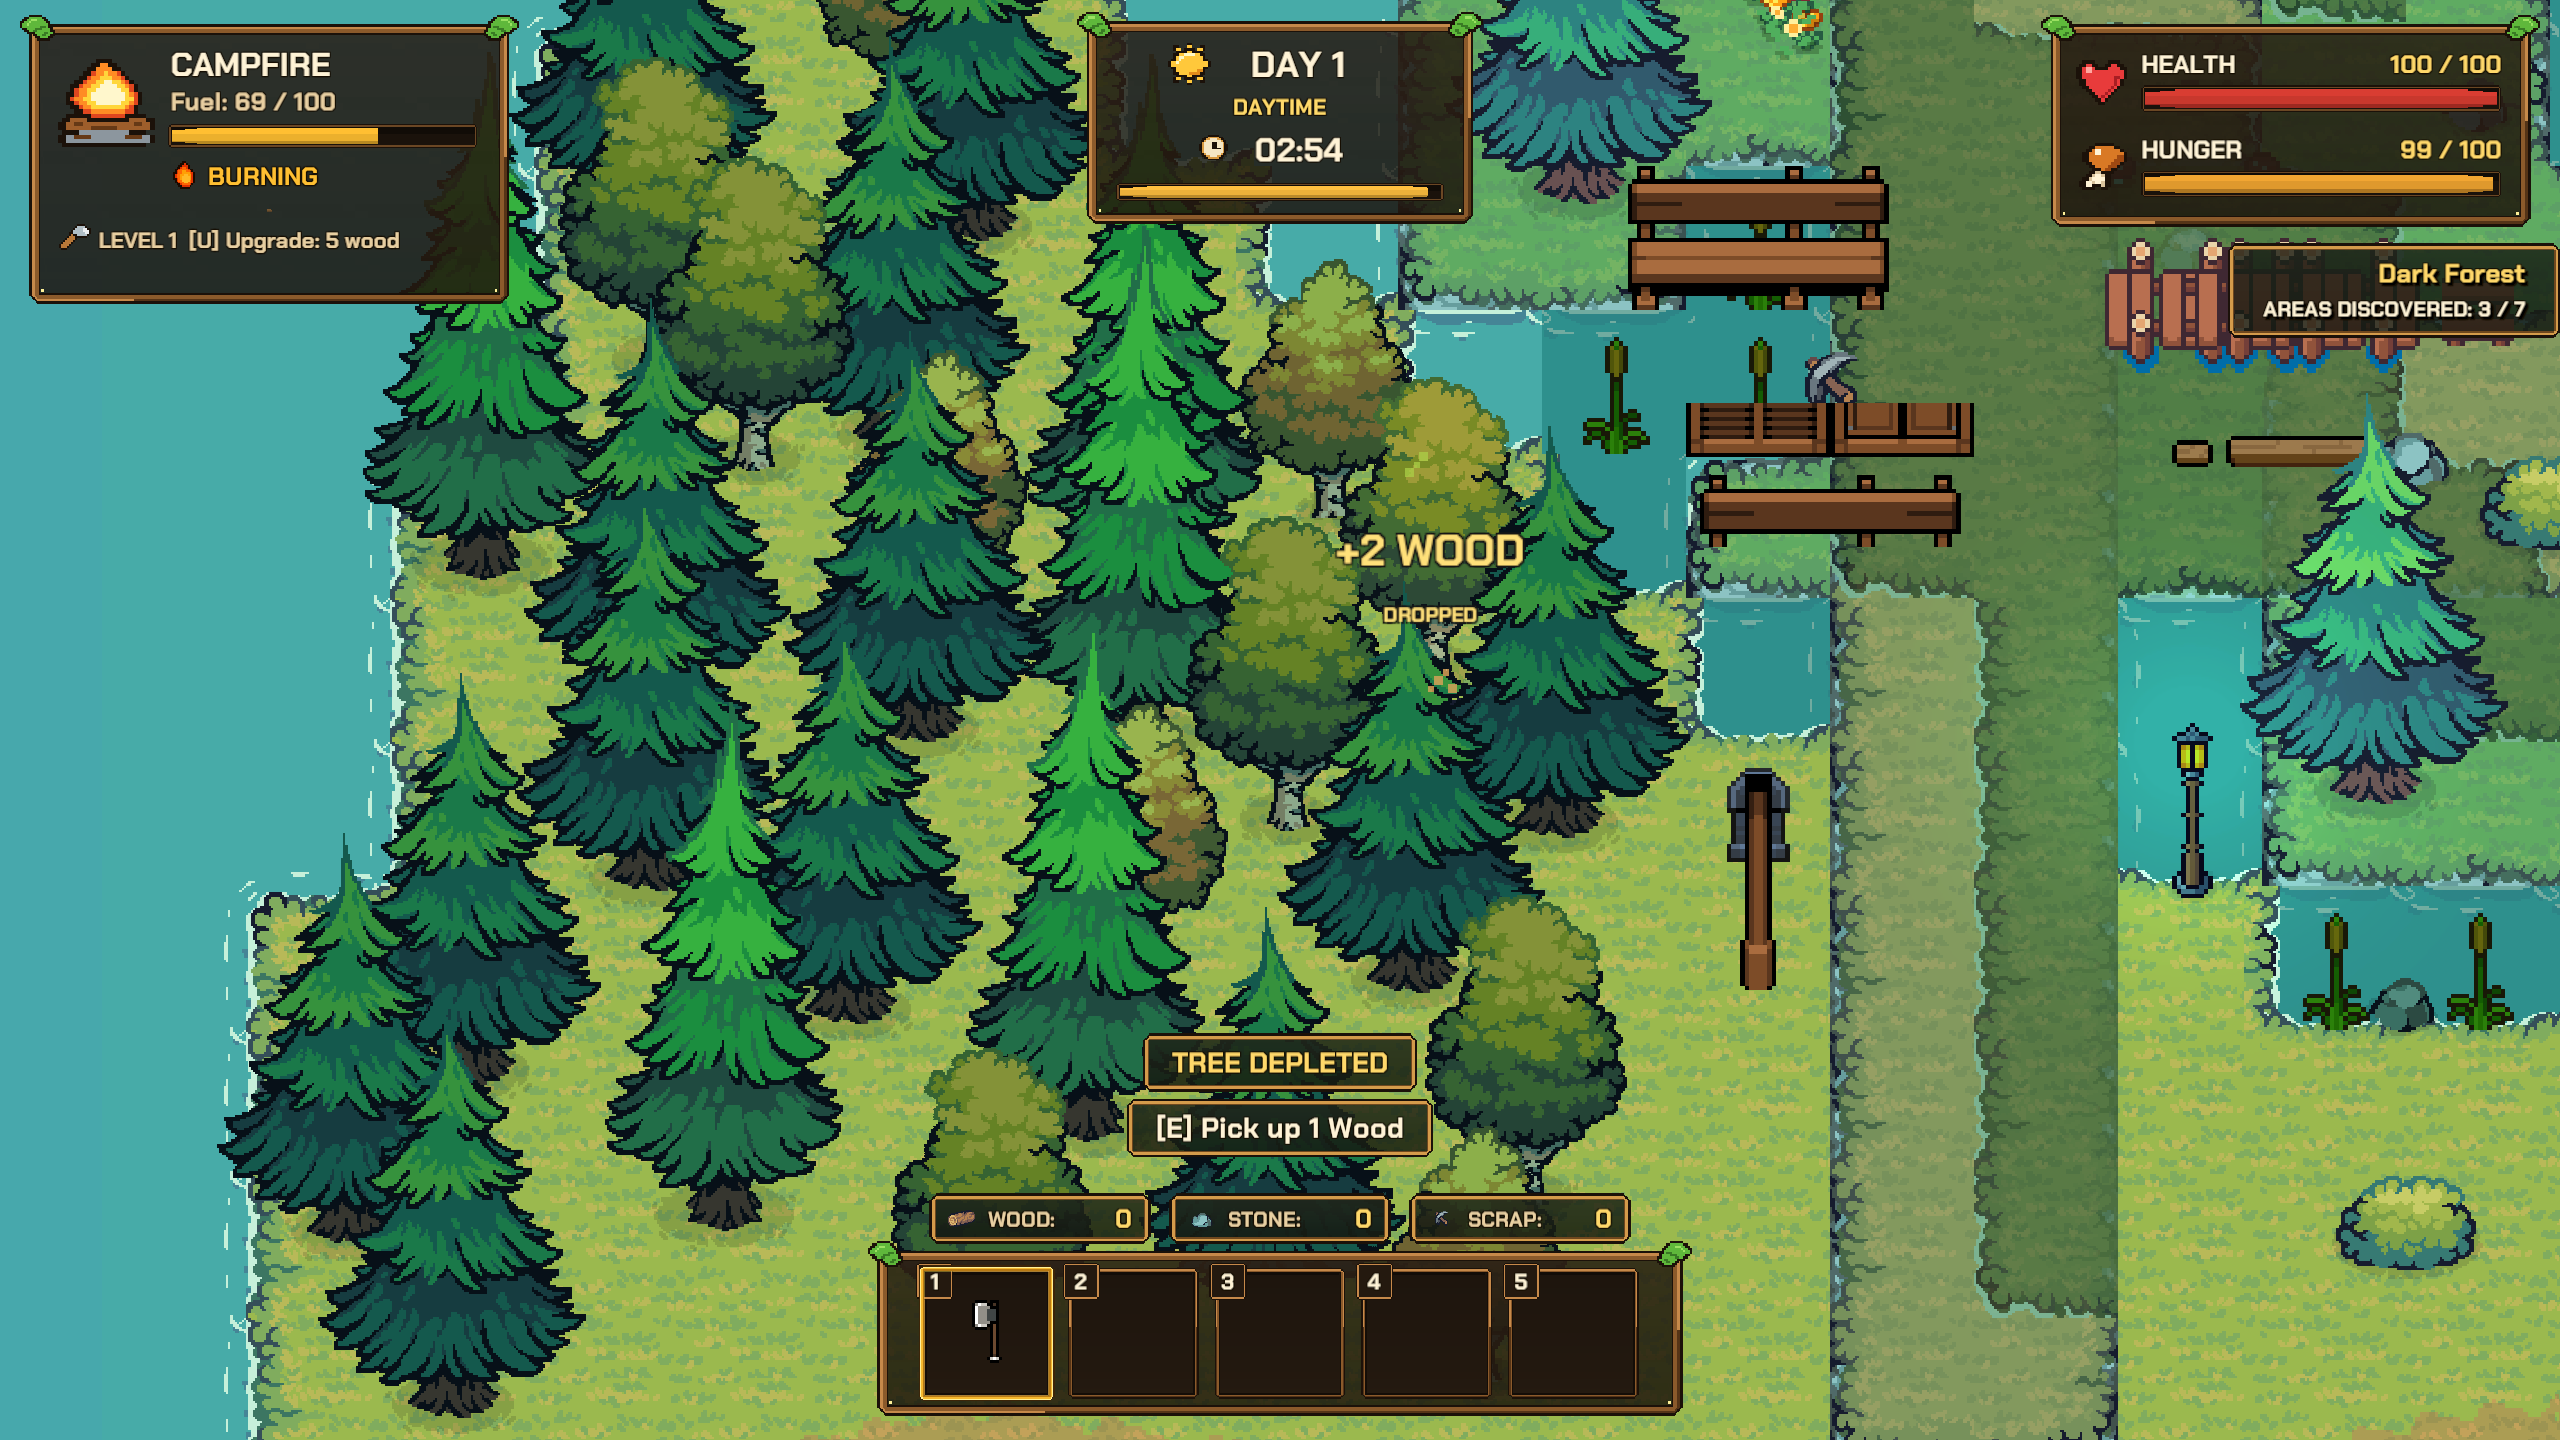 CAMPFIRE
Fuel: 69 / 100
BURNING
LEVEL 1 [U] Upgrade: 5 wood
DAY 1
DAYTIME
02:54
HEALTH 100 / 100
HUNGER 99 / 100
Dark Forest
AREAS DISCOVERED: 3 / 7
+2 WOOD
DROPPED
TREE DEPLETED
[E] Pick up 1 Wood
WOOD: 0 STONE: 0 SCRAP: 0
1 2 3 4 5